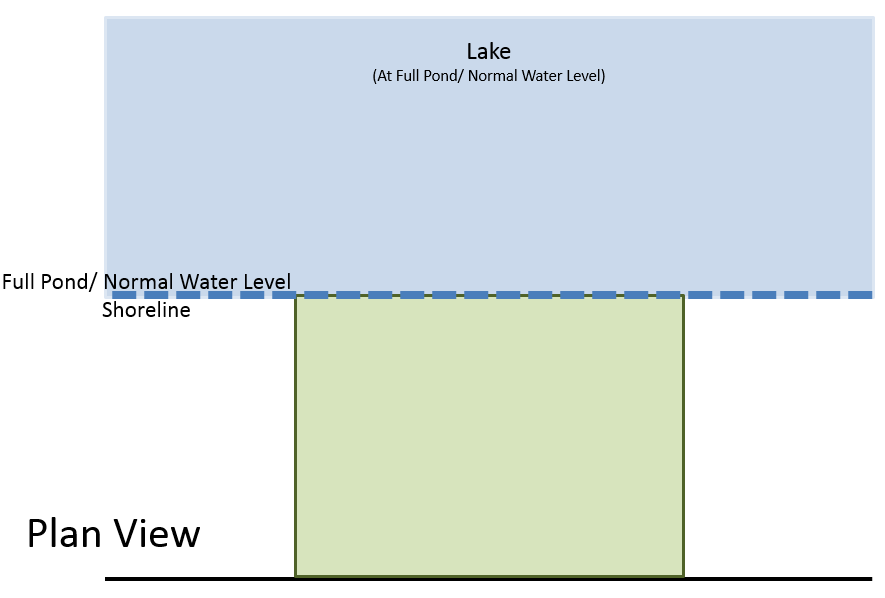 Lake
(At Full Pond/ Normal Water Level)
Full Pond/ Normal Water Level
Shoreline
Plan View